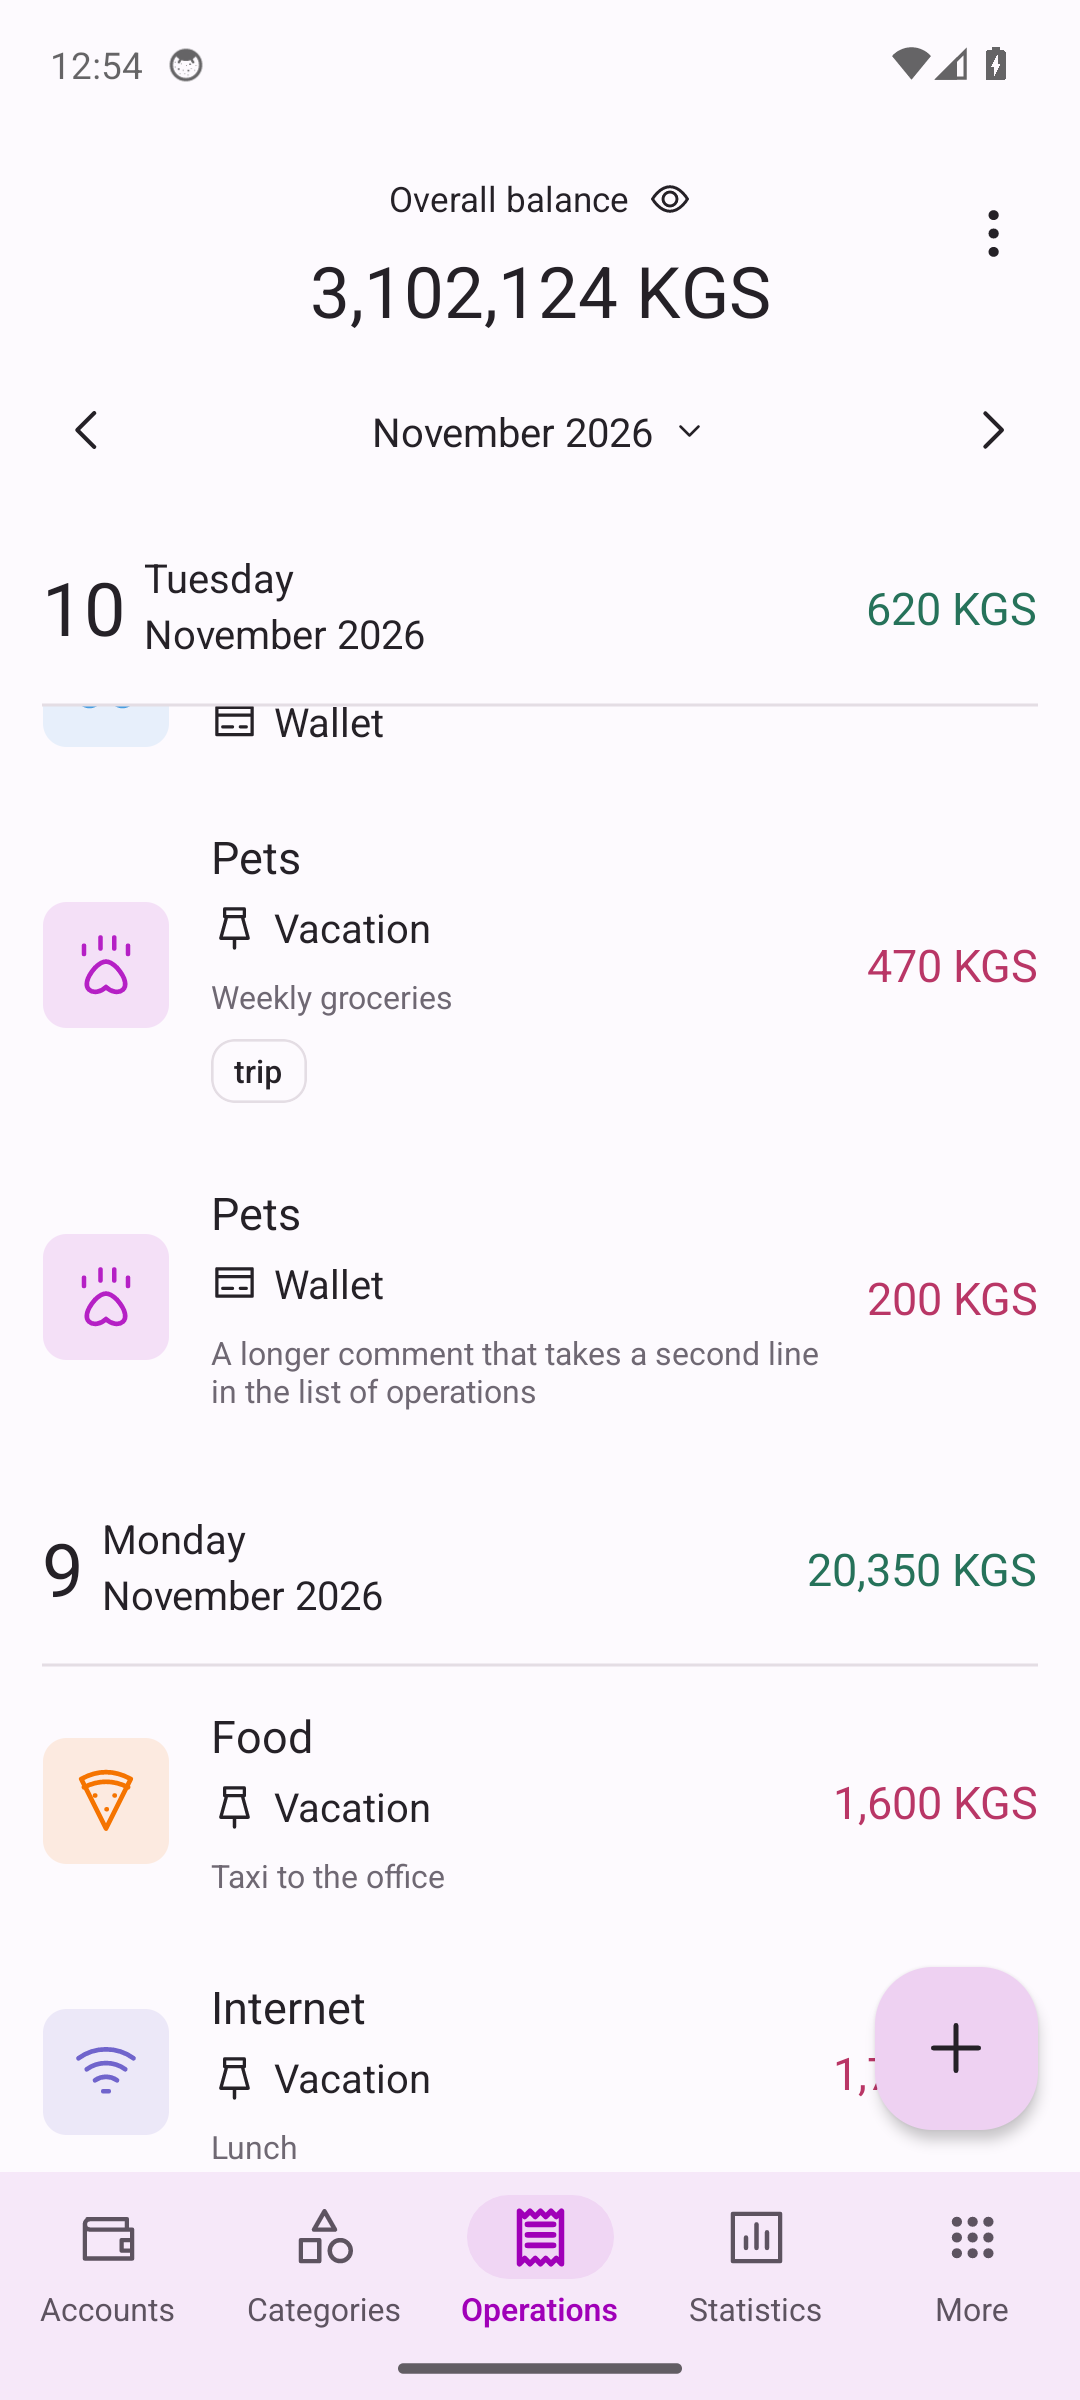 12:54
Overall balance
3,102,124 KGS
November 2026
10
Tuesday
November 2026
620 KGS
Wallet
Pets
Vacation
Weekly groceries
trip
470 KGS
Pets
Wallet
A longer comment that takes a second line
in the list of operations
200 KGS
9
Monday
November 2026
20,350 KGS
Food
Vacation
Taxi to the office
1,600 KGS
Internet
Vacation
Lunch
Accounts
Categories
Operations
Statistics
More